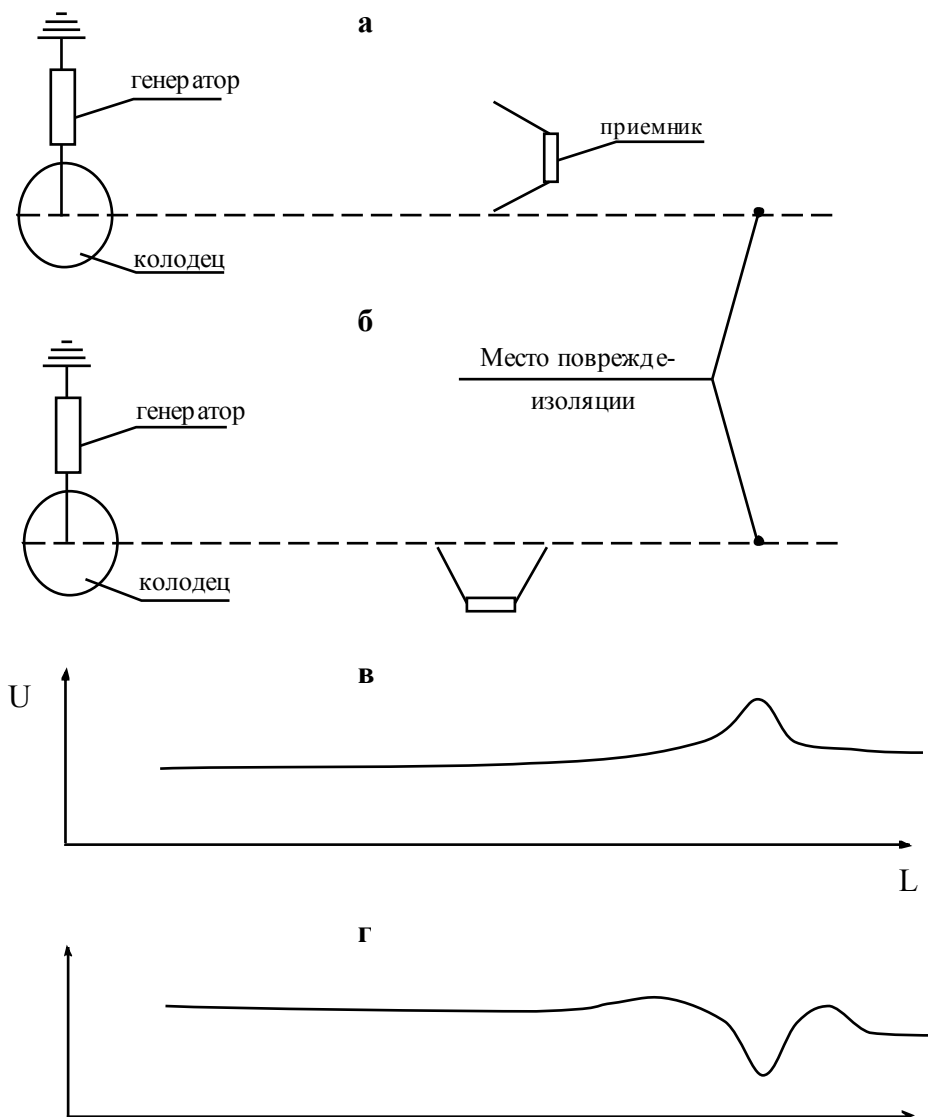 а
генератор
приемник
колодец
б
Место поврежде-
изоляции
генератор
колодец
в
U
L
г